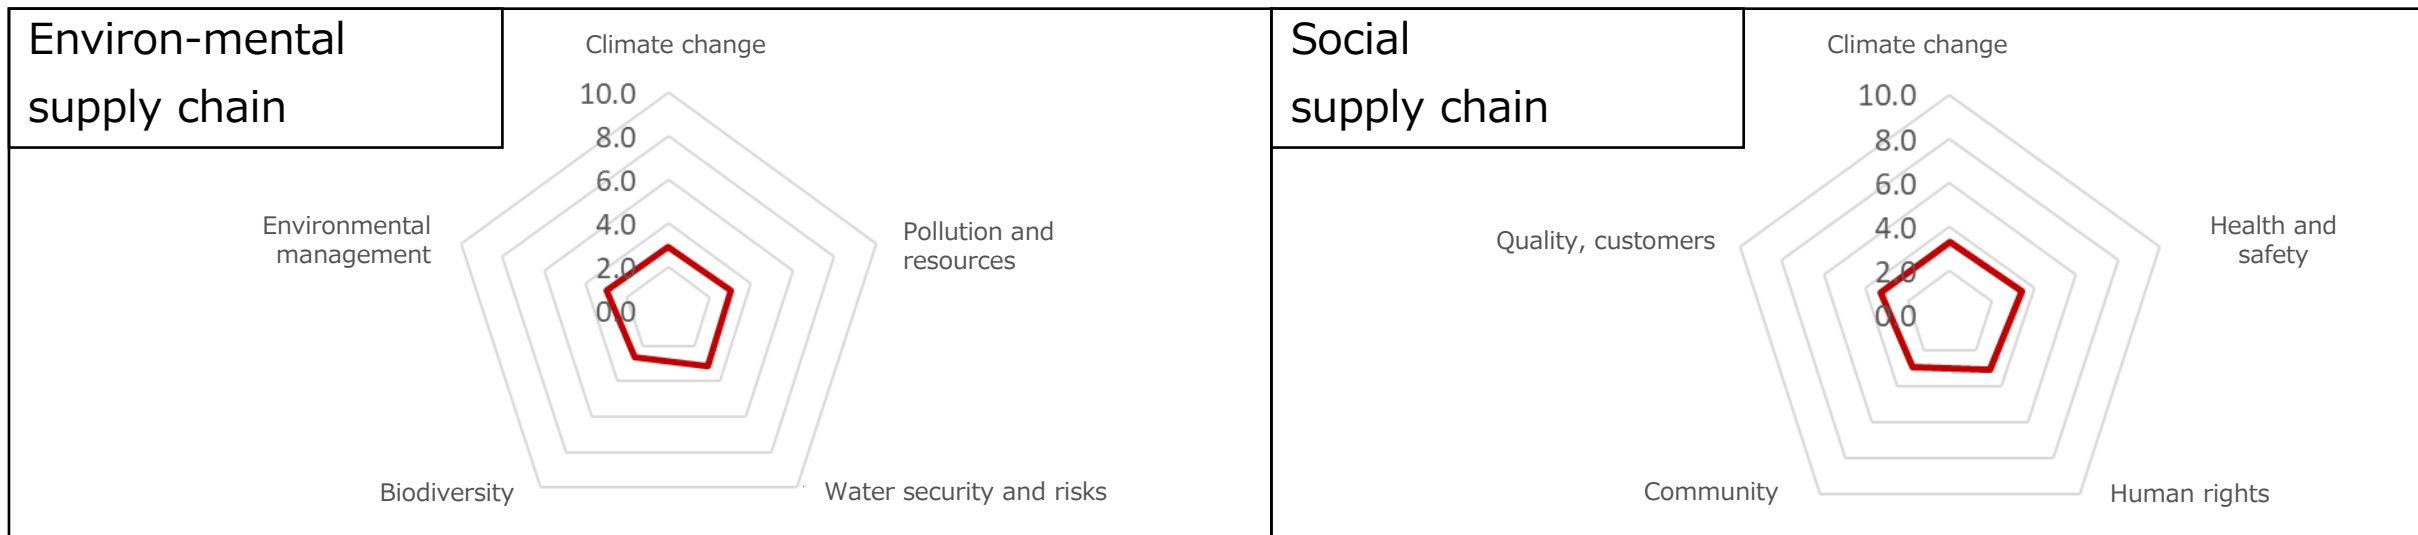 Environ-mental
supply chain
Climate change
10.0
8.0
6.0
4.0
2.0
0.0
Environmental
management
Pollution and
resources
Biodiversity
Water security and risks
Social
supply chain
Climate change
10.0
8.0
6.0
4.0
2.0
0.0
Quality, customers
Health and
safety
Community
Human rights